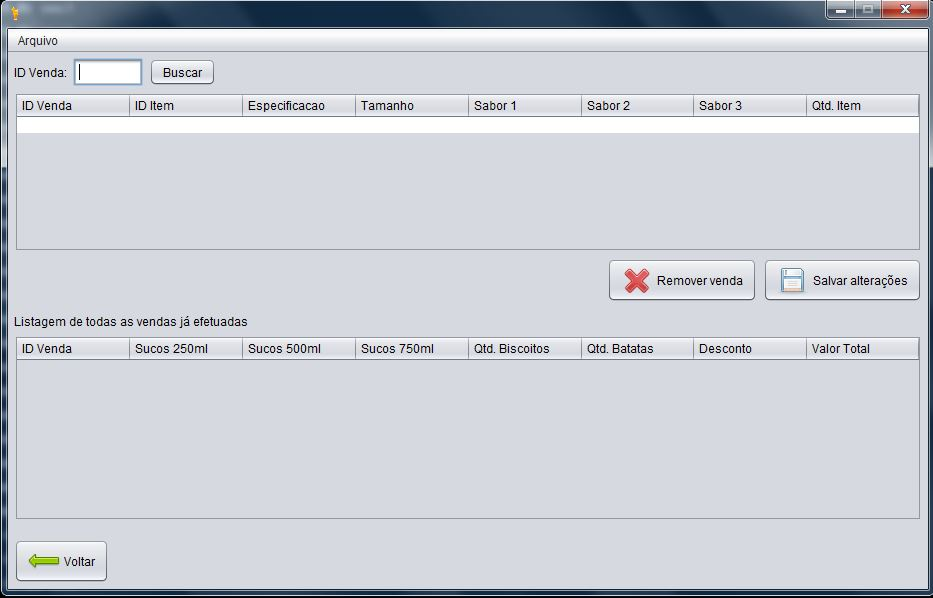 Arquivo
ID Venda: Buscar
ID Venda ID Item Especificacao Tamanho Sabor 1 Sabor 2 Sabor 3 Qtd. Item
Remover venda Salvar alterações
Listagem de todas as vendas já efetuadas
ID Venda Sucos 250ml Sucos 500ml Sucos 750ml Qtd. Biscoitos Qtd. Batatas Desconto Valor Total
Voltar